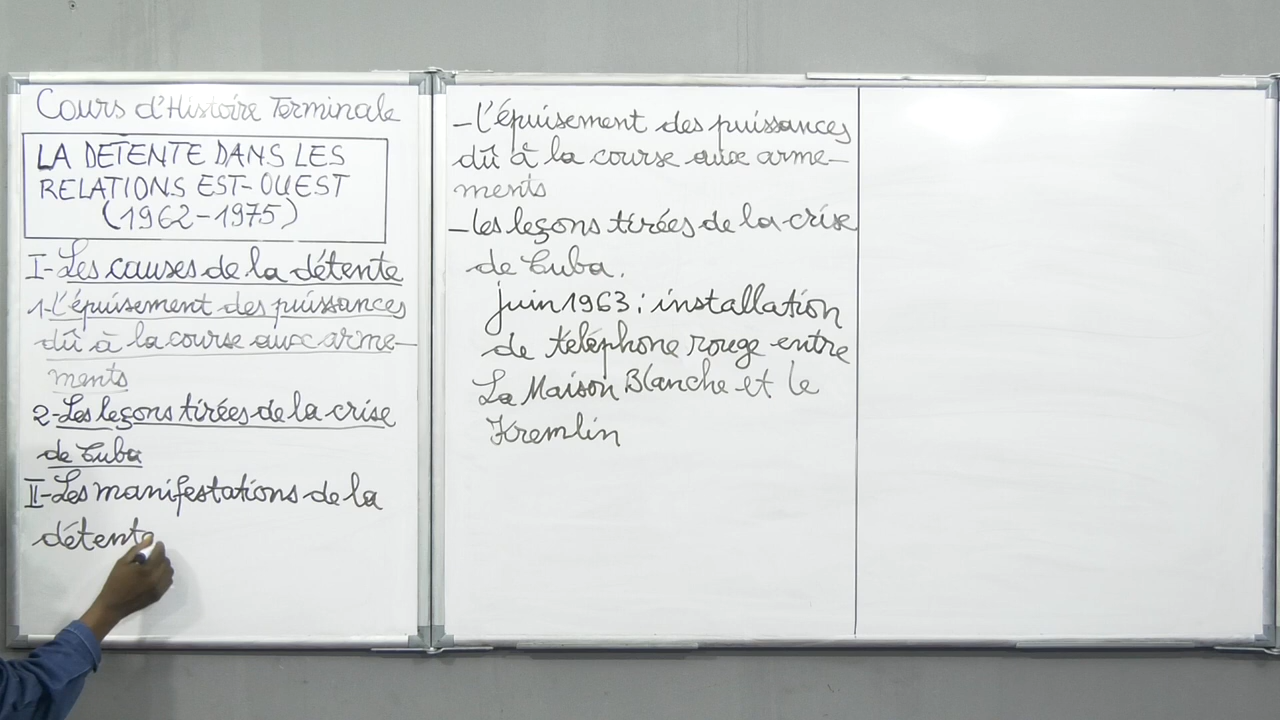 Cours d'Histoire Terminale
LA DETENTE DANS LES
RELATIONS EST-OUEST
(1962-1975)
I-Les causes de la détente
1-L'épuisement des puissances
dû à la course aux arme-
ments
2-Les leçons tirées de la crise
de Cuba
II-Les manifestations de la
détente
-L'épuisement des puissances
dû à la course aux arme-
ments
-les leçons tirées de la crise
de Cuba.
juin 1963 : installation
de téléphone rouge entre
La Maison Blanche et le
Kremlin